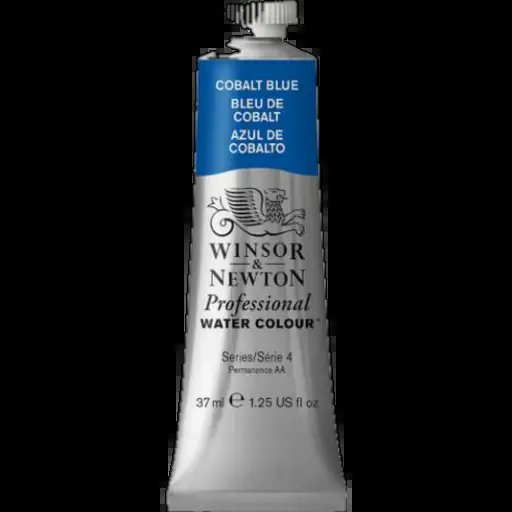 COBALT BLUE
BLEU DE
COBALT
AZUL DE
COBALTO
WINSOR
&
NEWTON
Professional
WATER COLOUR™
Series/Série 4
Permanence AA
37 ml ℮ 1.25 US fl oz